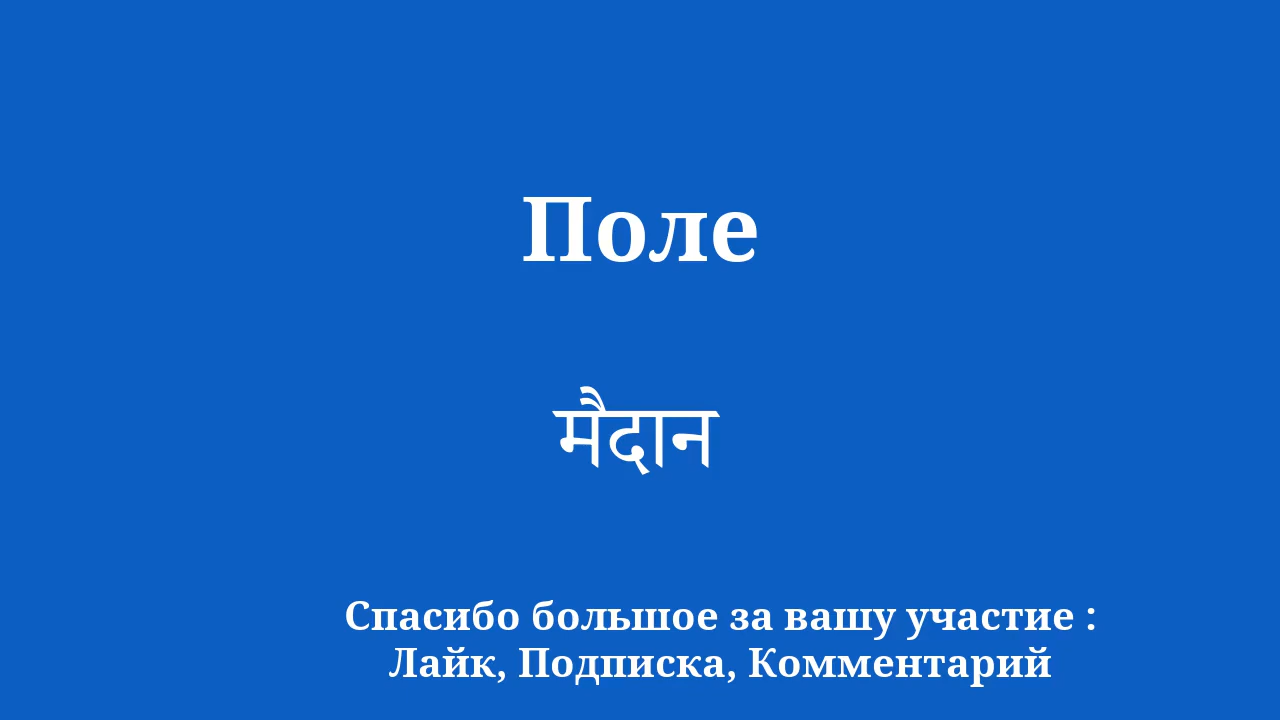 Поле
मैदान
Спасибо большое за вашу участие :
Лайк, Подписка, Комментарий